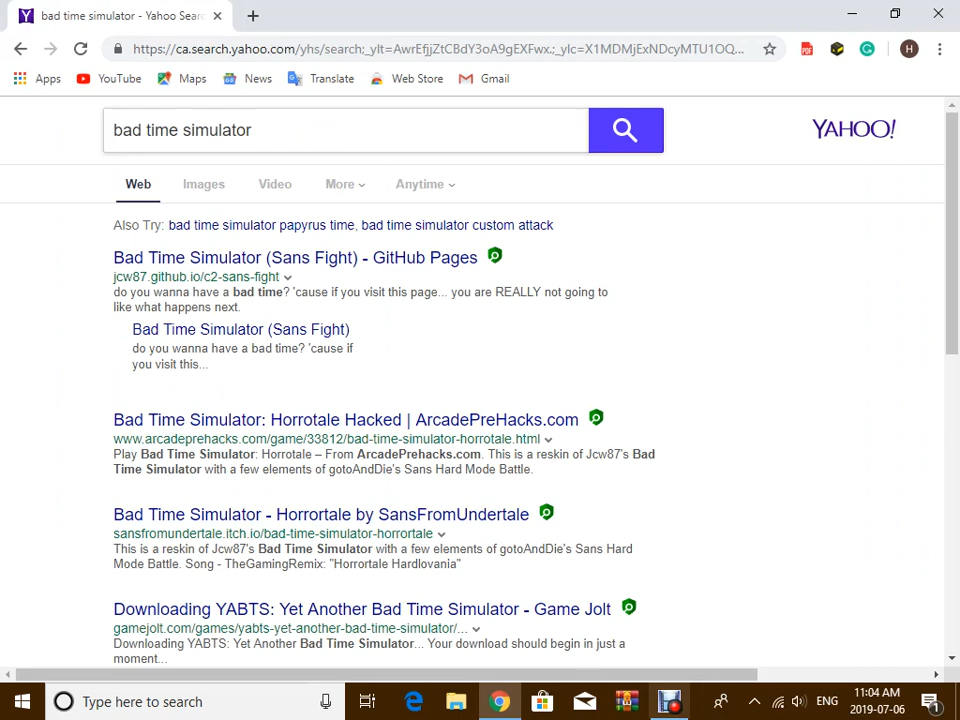 bad time simulator - Yahoo Sear
https://ca.search.yahoo.com/yhs/search;_ylt=AwrEfjjZtCBdY3oA9gEXFwx.;_ylc=X1MDMjExNDcyMTU1OQ...
H
Apps YouTube Maps News Translate Web Store Gmail
bad time simulator
YAHOO!
Web Images Video More Anytime
Also Try: bad time simulator papyrus time, bad time simulator custom attack
Bad Time Simulator (Sans Fight) - GitHub Pages
jcw87.github.io/c2-sans-fight
do you wanna have a bad time? 'cause if you visit this page... you are REALLY not going to
like what happens next.
Bad Time Simulator (Sans Fight)
do you wanna have a bad time? 'cause if
you visit this...
Bad Time Simulator: Horrotale Hacked | ArcadePreHacks.com
www.arcadeprehacks.com/game/33812/bad-time-simulator-horrotale.html
Play Bad Time Simulator: Horrotale – From ArcadePrehacks.com. This is a reskin of Jcw87's Bad
Time Simulator with a few elements of gotoAndDie's Sans Hard Mode Battle.
Bad Time Simulator - Horrortale by SansFromUndertale
sansfromundertale.itch.io/bad-time-simulator-horrortale
This is a reskin of Jcw87's Bad Time Simulator with a few elements of gotoAndDie's Sans Hard
Mode Battle. Song - TheGamingRemix: "Horrortale Hardlovania"
Downloading YABTS: Yet Another Bad Time Simulator - Game Jolt
gamejolt.com/games/yabts-yet-another-bad-time-simulator/...
Downloading YABTS: Yet Another Bad Time Simulator... Your download should begin in just a
moment...
Type here to search
ENG
11:04 AM
2019-07-06
1